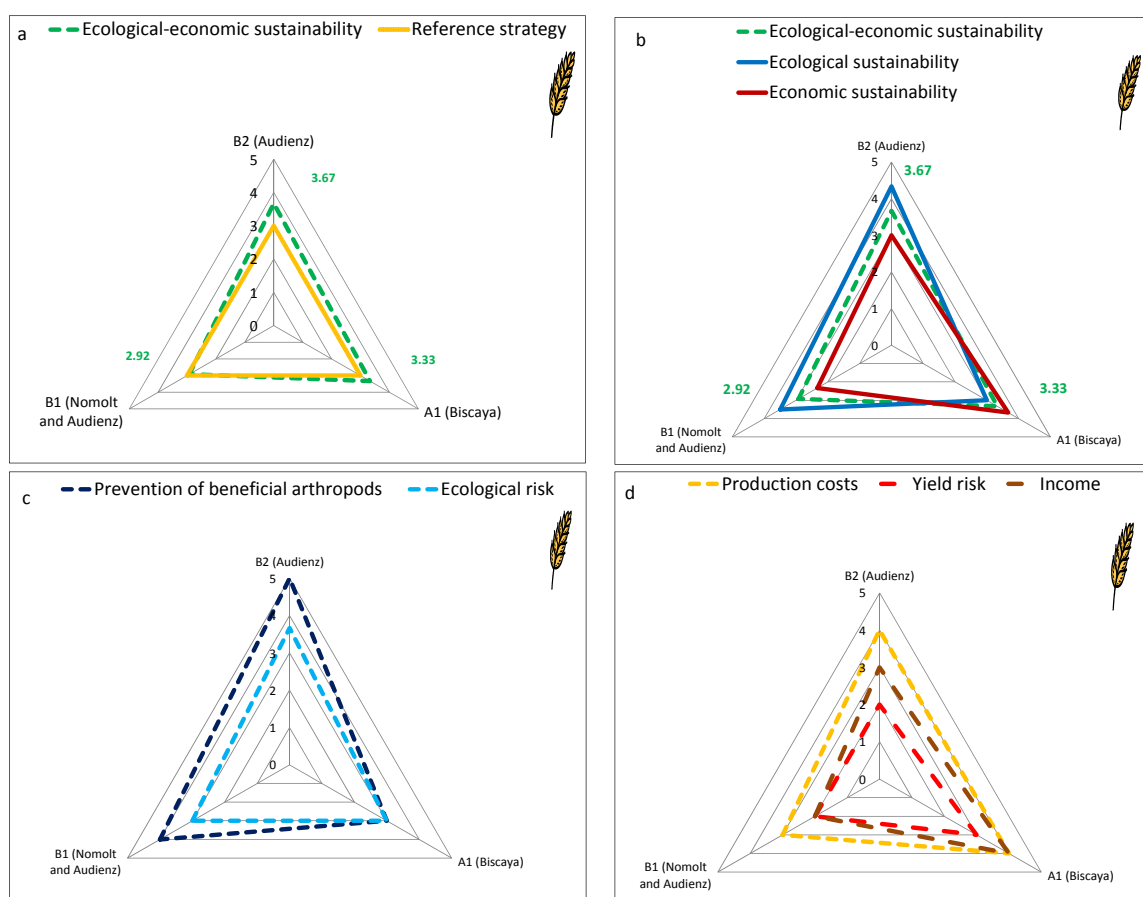 a
Ecological-economic sustainability Reference strategy
B2 (Audienz)
5
3.67
4
3
2
1
0
2.92
3.33
B1 (Nomolt
and Audienz)
A1 (Biscaya)
b
Ecological-economic sustainability
Ecological sustainability
Economic sustainability
B2 (Audienz)
5
3.67
4
3
2
1
0
2.92
3.33
B1 (Nomolt
and Audienz)
A1 (Biscaya)
c
Prevention of beneficial arthropods Ecological risk
B2 (Audienz)
5
4
3
2
1
0
B1 (Nomolt
and Audienz)
A1 (Biscaya)
d
Production costs Yield risk Income
B2 (Audienz)
5
4
3
2
1
0
B1 (Nomolt
and Audienz)
A1 (Biscaya)